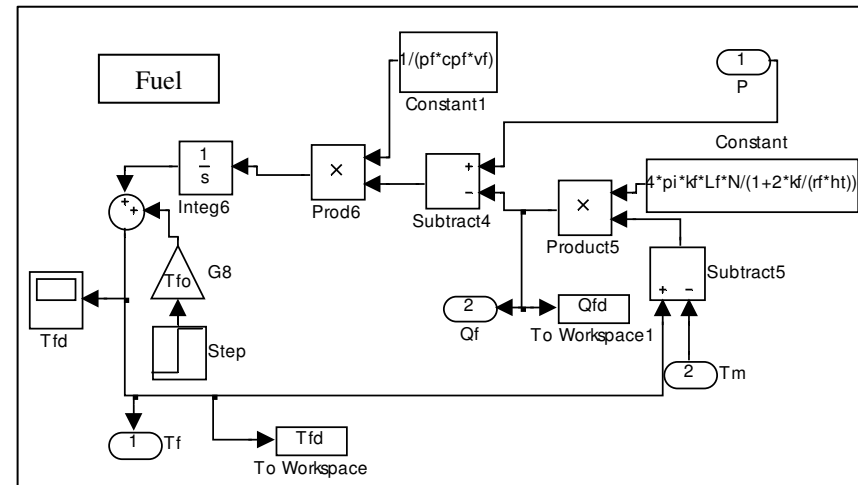 Fuel
1/(pf*cpf*vf)
Constant1
1
P
Constant
4*pi*kf*Lf*N/(1+2*kf/(rf*ht))
1
s
Integ6
×
Prod6
+
−
Subtract4
×
Product5
+ −
Subtract5
+
+
Tfo
G8
Tfd
Step
2
Qf
Qfd
To Workspace1
2
Tm
1
Tf
Tfd
To Workspace